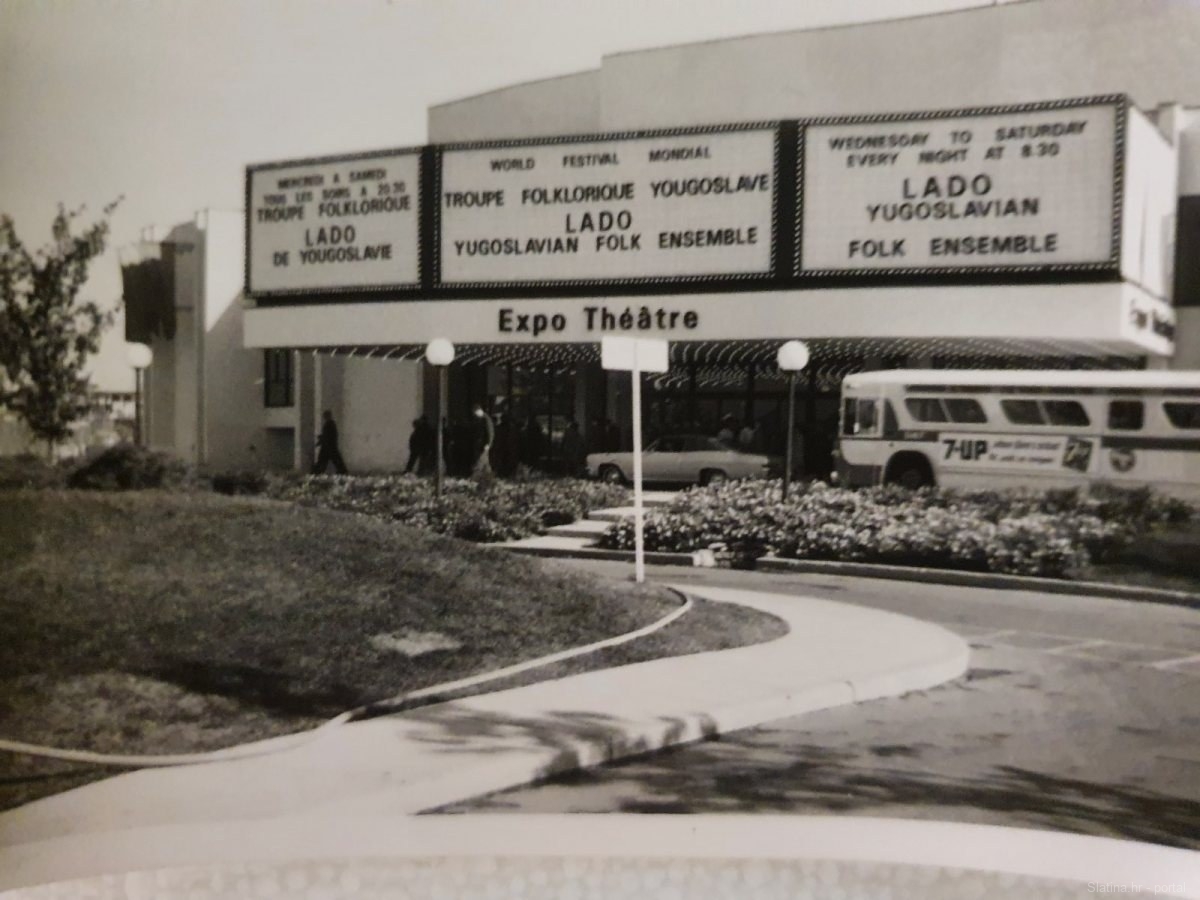 MERCREDI A SAMEDI
TOUS LES SOIRS A 20.30
TROUPE FOLKLORIQUE
LADO
DE YOUGOSLAVIE
WORLD FESTIVAL MONDIAL
TROUPE FOLKLORIQUE YOUGOSLAVE
LADO
YUGOSLAVIAN FOLK ENSEMBLE
WEDNESDAY TO SATURDAY
EVERY NIGHT AT 8.30
LADO
YUGOSLAVIAN
FOLK ENSEMBLE
Expo Théâtre
Expo
7-UP
Slatina.hr - portal